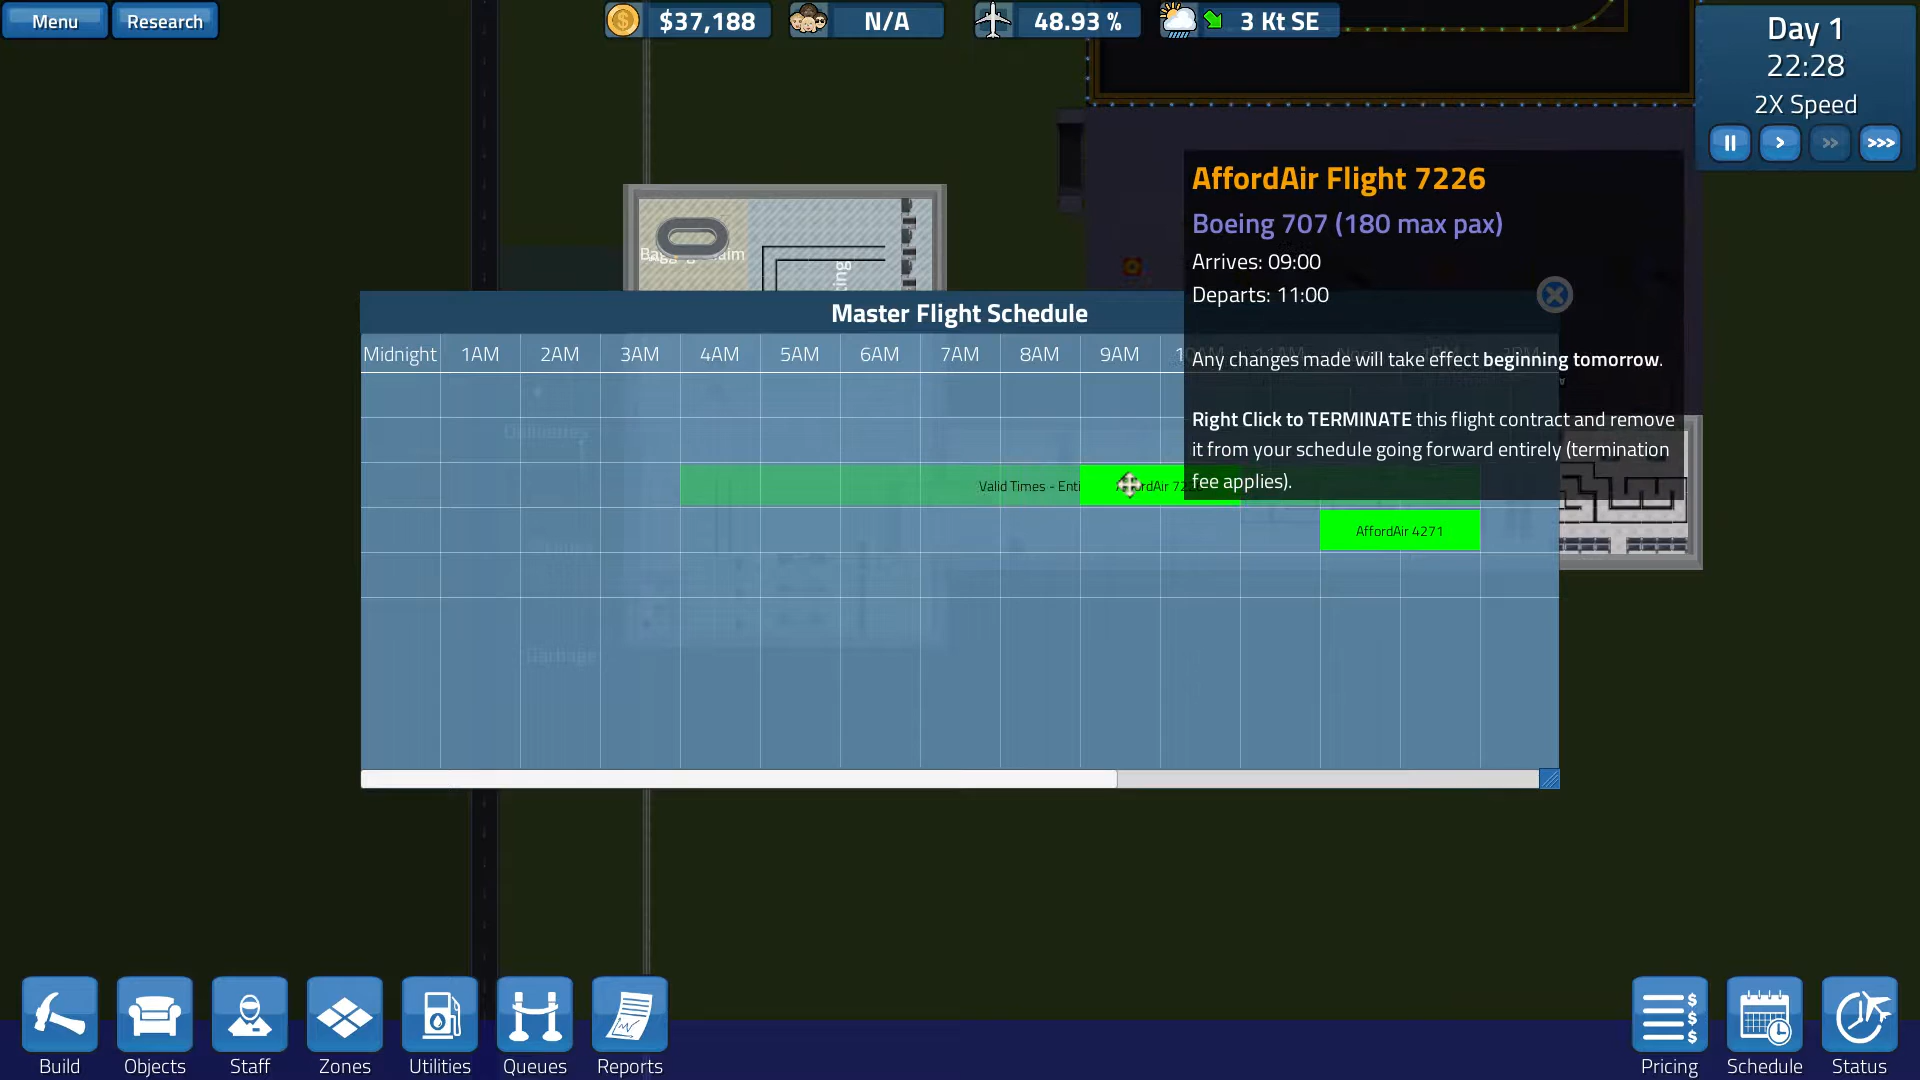 Menu
Research
$37,188
N/A
48.93 %
3 Kt SE
Day 1
22:28
2X Speed
AffordAir Flight 7226
Boeing 707 (180 max pax)
Arrives: 09:00
Departs: 11:00
Any changes made will take effect beginning tomorrow.
Right Click to TERMINATE this flight contract and remove
it from your schedule going forward entirely (termination
fee applies).
Master Flight Schedule
Midnight 1AM 2AM 3AM 4AM 5AM 6AM 7AM 8AM 9AM
Valid Times - Enti
AffordAir 4271
Garbage
Build
Objects
Staff
Zones
Utilities
Queues
Reports
Pricing
Schedule
Status